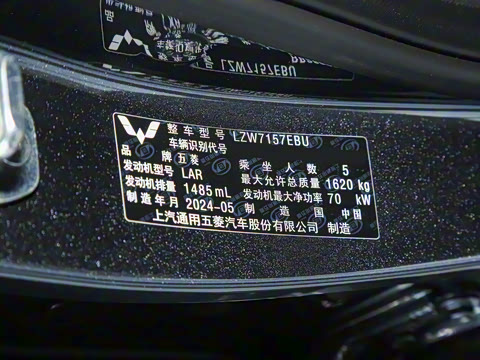 整车型号 LZW7157EBU
车辆识别代号
品牌 五菱 乘坐人数 5
发动机型号 LAR 最大允许总质量 1620 kg
发动机排量 1485 mL 发动机最大净功率 70 kW
制造年月 2024-05 制造国 中国
上汽通用五菱汽车股份有限公司 制造